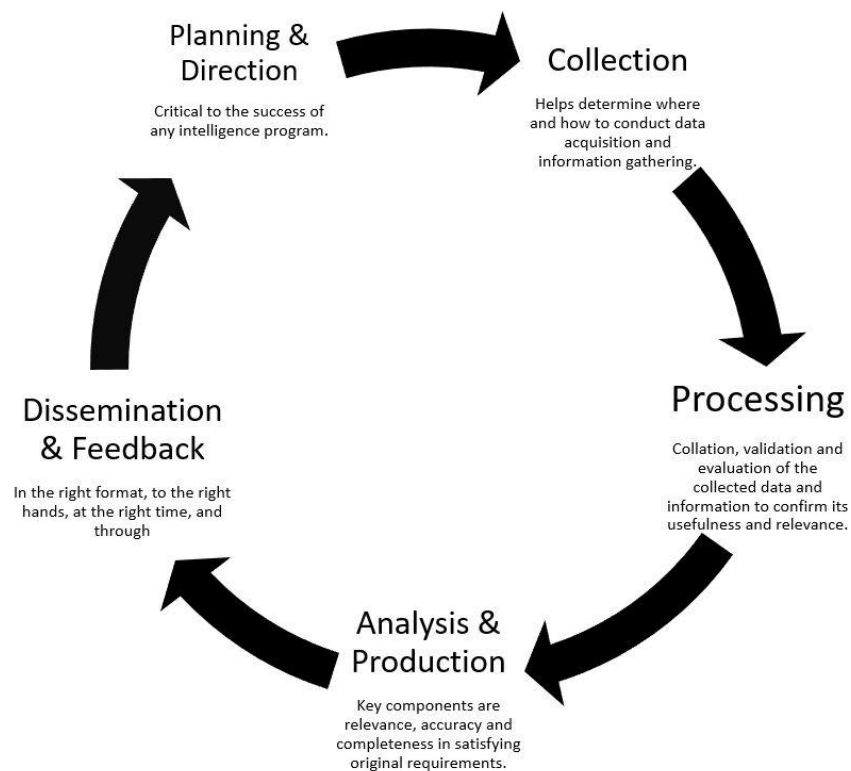 Planning &
Direction
Critical to the success of
any intelligence program.
Collection
Helps determine where
and how to conduct data
acquisition and
information gathering.
Processing
Collation, validation and
evaluation of the
collected data and
information to confirm its
usefulness and relevance.
Analysis &
Production
Key components are
relevance, accuracy and
completeness in satisfying
original requirements.
Dissemination
& Feedback
In the right format, to the right
hands, at the right time, and
through